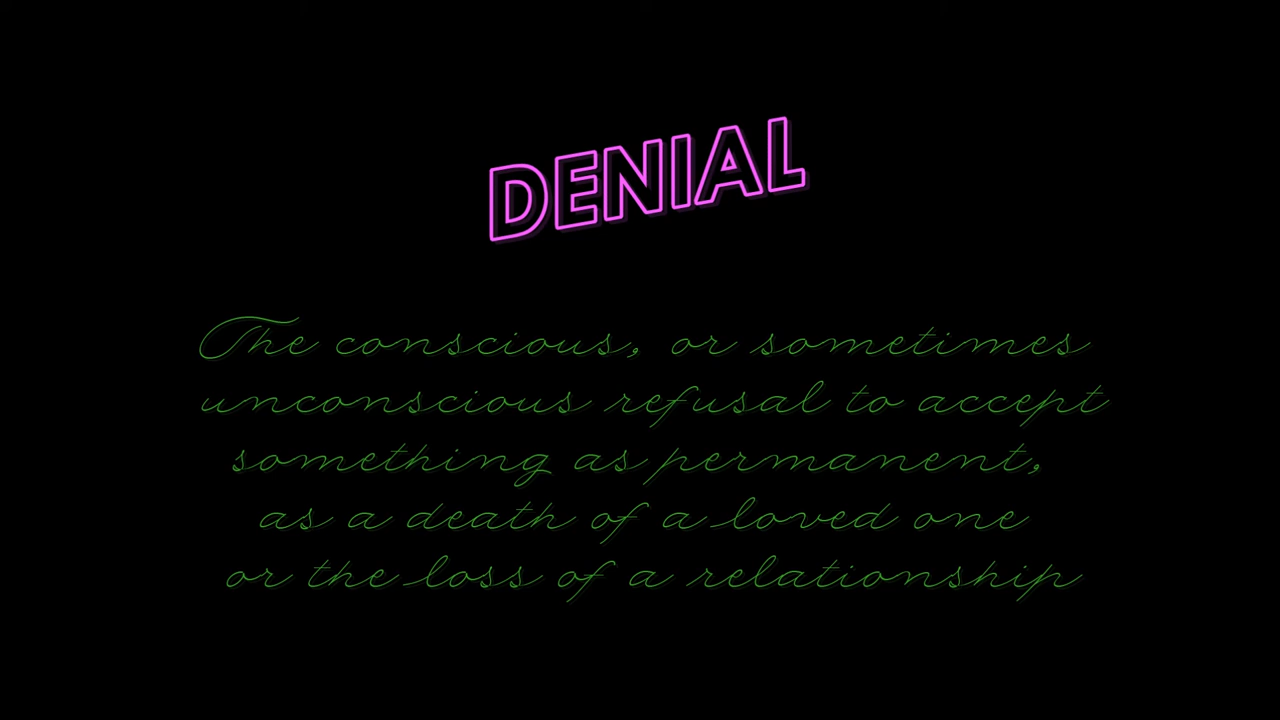 DENIAL
The conscious, or sometimes
unconscious refusal to accept
something as permanent,
as a death of a loved one
or the loss of a relationship